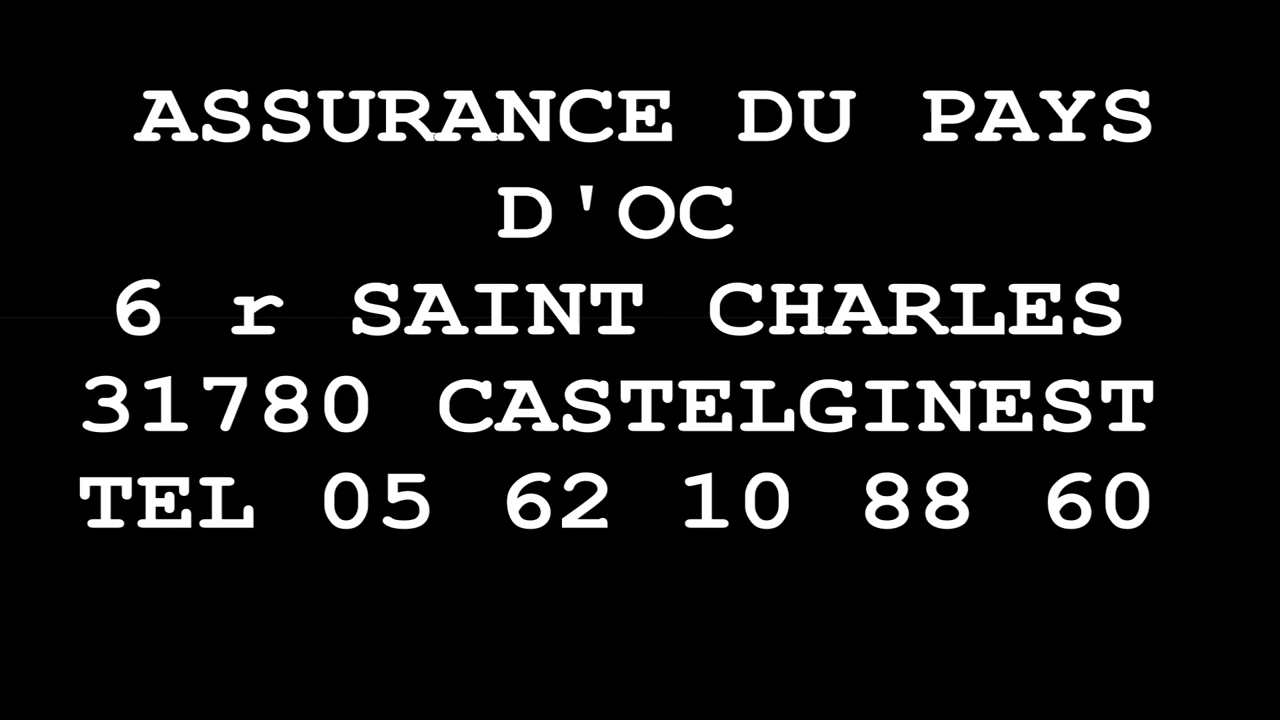 ASSURANCE DU PAYS
D'OC
6 r SAINT CHARLES
31780 CASTELGINEST
TEL 05 62 10 88 60